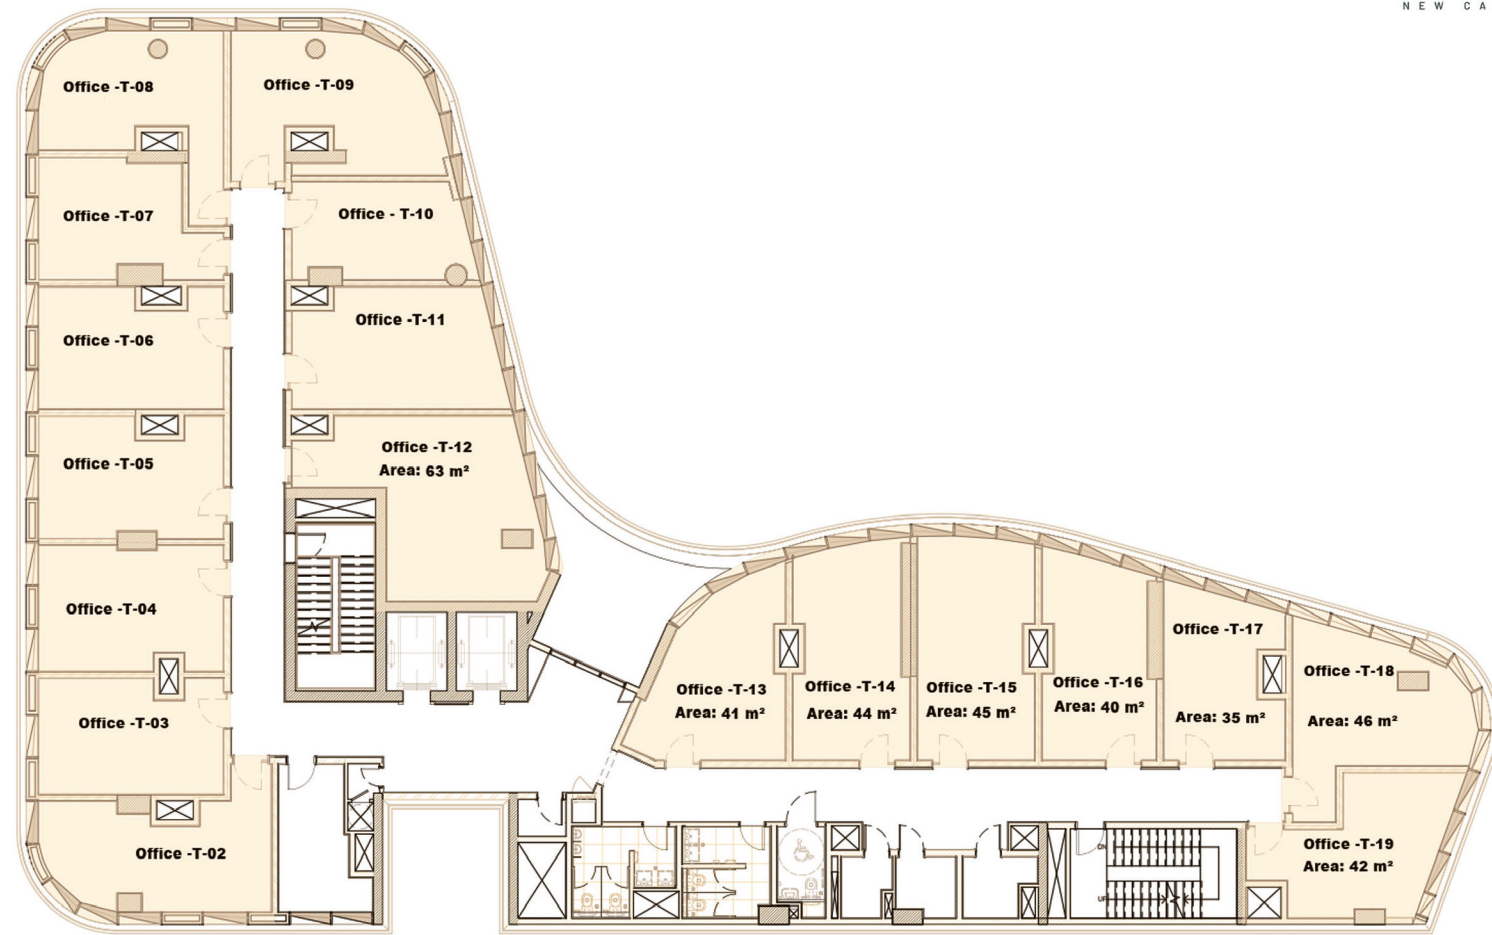 NEW CA
Office -T-08
Office -T-09
Office -T-07
Office - T-10
Office -T-11
Office -T-06
Office -T-12
Area: 63 m²
Office -T-05
Office -T-04
Office -T-03
Office -T-02
Office -T-13
Area: 41 m²
Office -T-14
Area: 44 m²
Office -T-15
Area: 45 m²
Office -T-16
Area: 40 m²
Office -T-17
Area: 35 m²
Office -T-18
Area: 46 m²
Office -T-19
Area: 42 m²
DN
UP